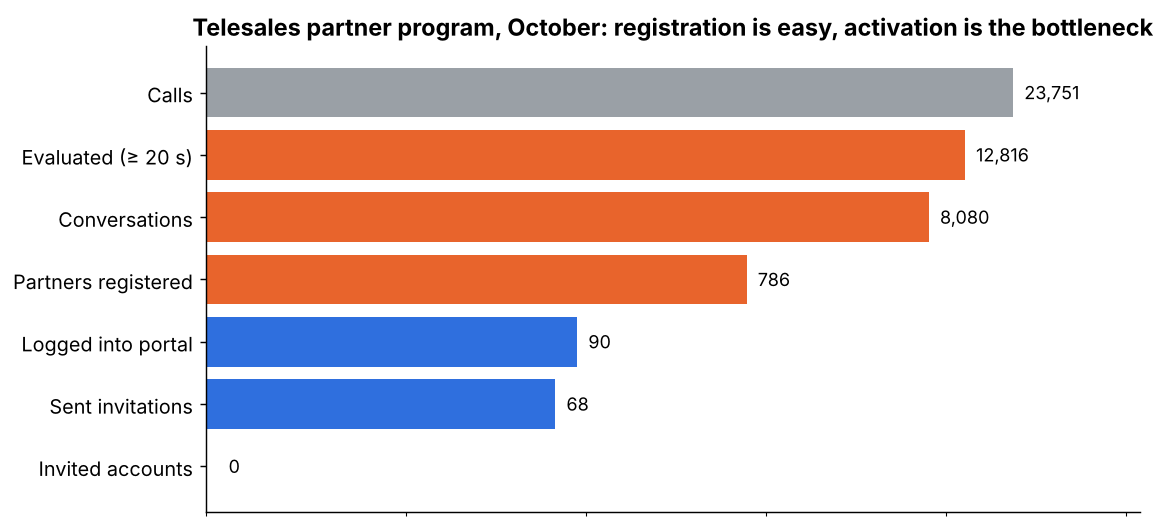 Telesales partner program, October: registration is easy, activation is the bottleneck
Calls 23,751
Evaluated (≥ 20 s) 12,816
Conversations 8,080
Partners registered 786
Logged into portal 90
Sent invitations 68
Invited accounts 0